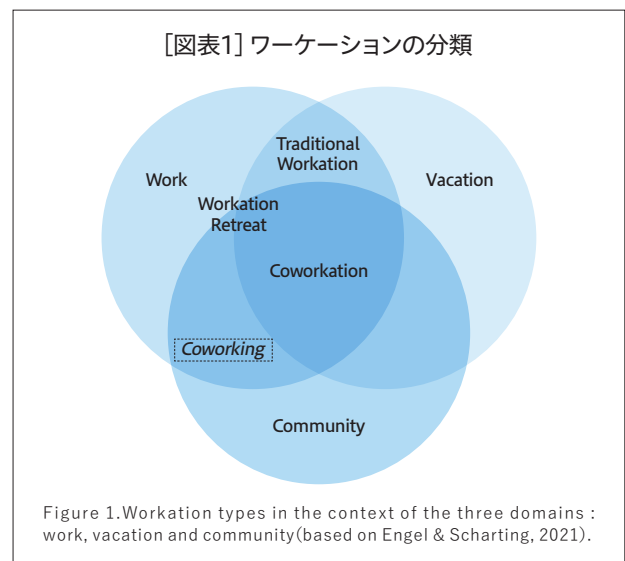 ［図表1］ワーケーションの分類
Traditional
Workation
Work
Vacation
Workation
Retreat
Coworkation
Coworking
Community
Figure 1.Workation types in the context of the three domains :
work, vacation and community(based on Engel & Scharting, 2021).